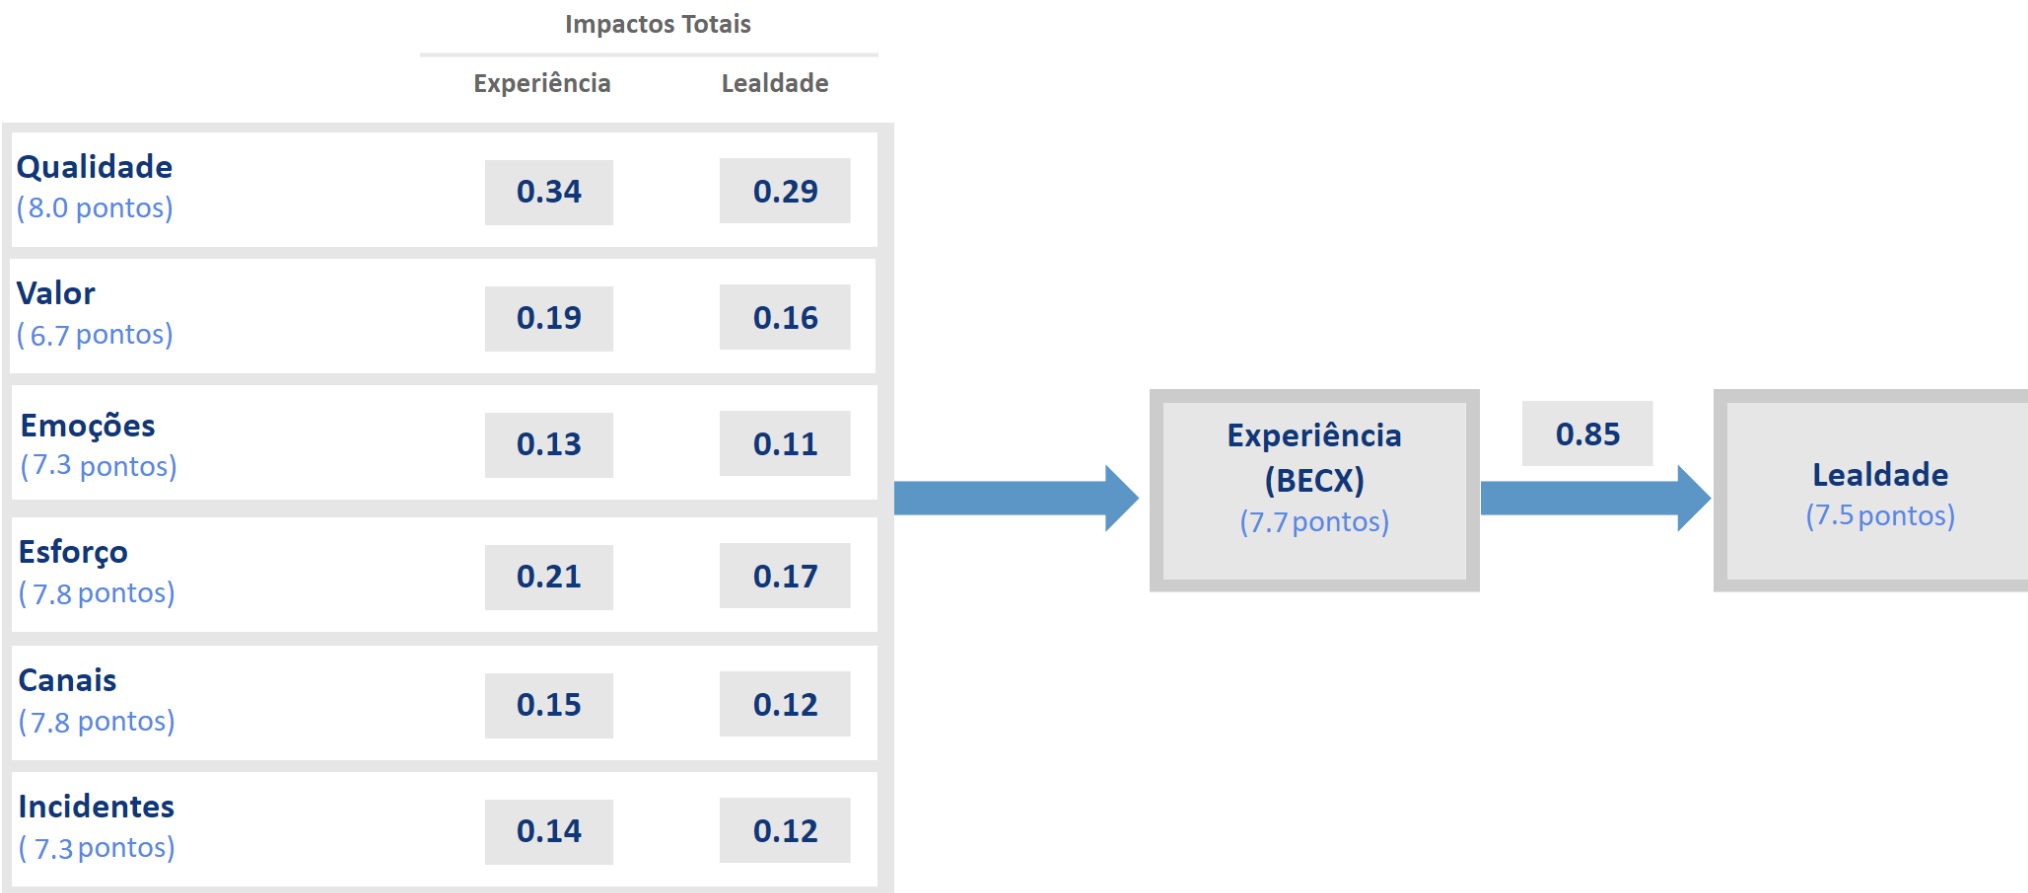 Impactos Totais
Experiência Lealdade
Qualidade
(8.0 pontos)
0.34 0.29
Valor
(6.7 pontos)
0.19 0.16
Emoções
(7.3 pontos)
0.13 0.11
Esforço
(7.8 pontos)
0.21 0.17
Canais
(7.8 pontos)
0.15 0.12
Incidentes
(7.3 pontos)
0.14 0.12
Experiência
(BECX)
(7.7 pontos)
0.85
Lealdade
(7.5 pontos)